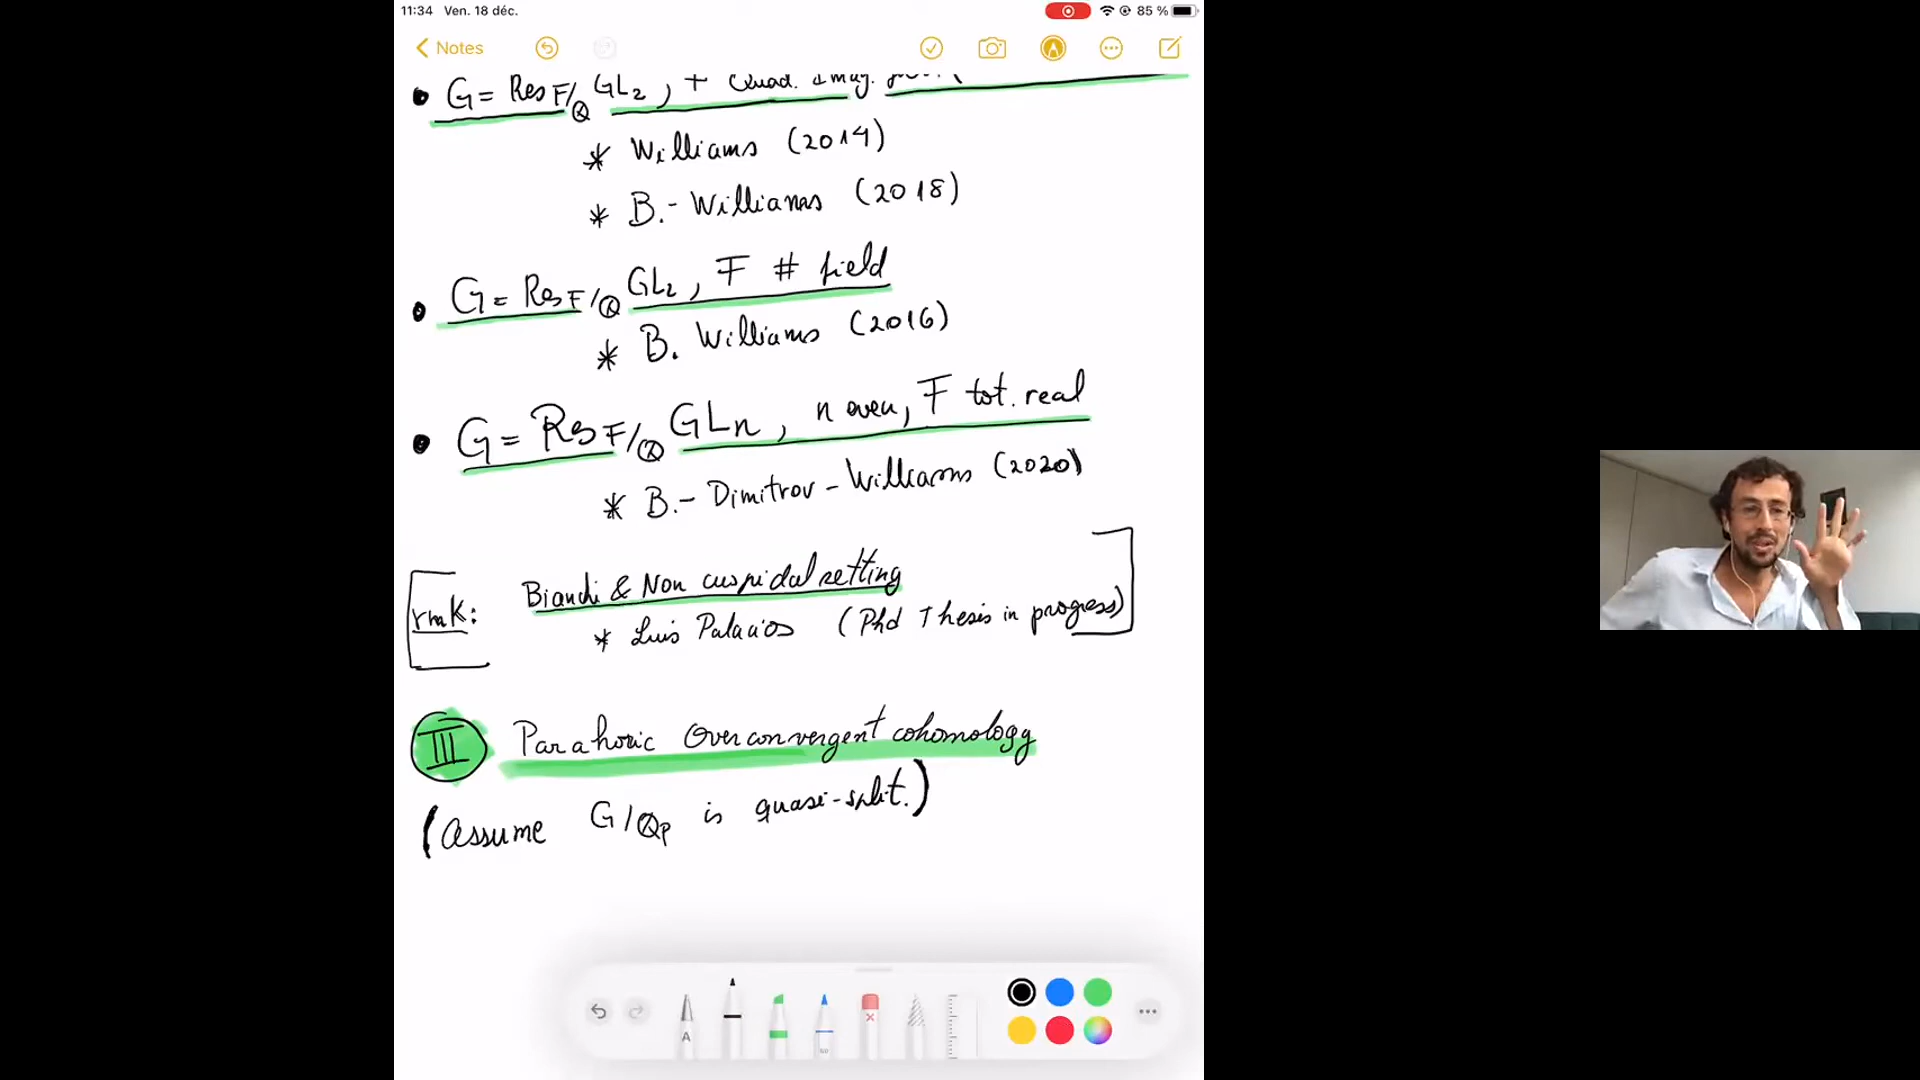 11:34 Ven. 18 déc. 85 %
Notes
• G = Res F/Q GL2, + Quad. Imag.
* Williams (2014)
* B.- Williams (2018)
• G = Res F/Q GL2, F # field
* B. Williams (2016)
• G = Res F/Q GLn, n even, F tot. real
* B. - Dimitrov - Williams (2020)
rmk: Bianchi & Non cuspidal setting
* Luis Palacios (Phd Thesis in progress)
III Parahoric Overconvergent cohomology
(assume G/Qp is quasi-split.)
A
50